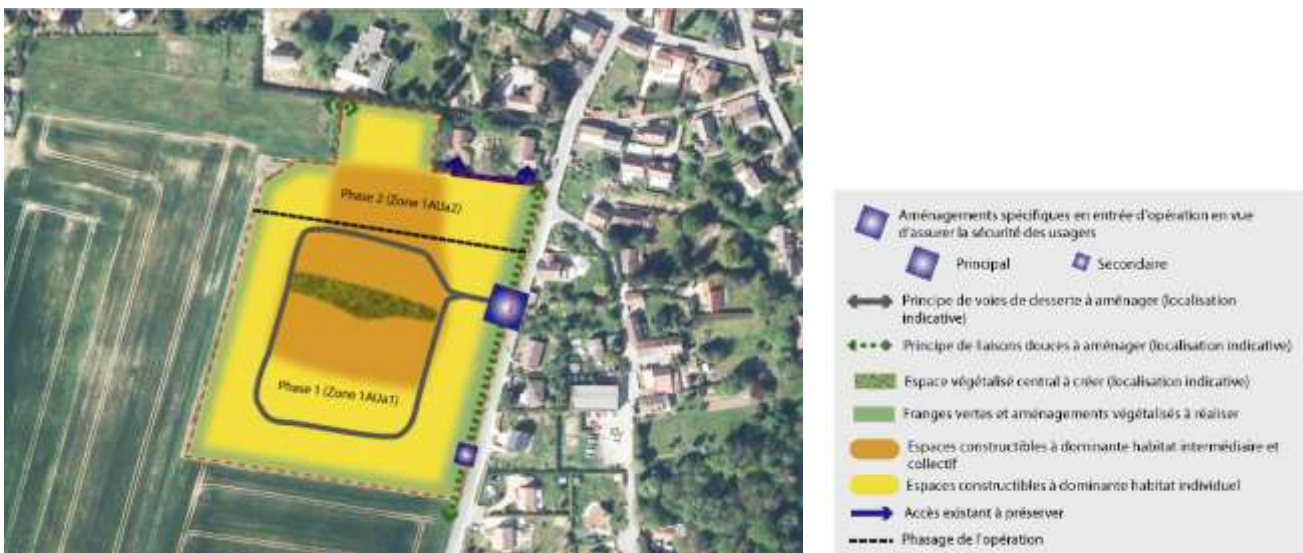 Phase 2 (Zone 1AUa2)
Phase 1 (Zone 1AUa1)
Aménagements spécifiques en entrée d'opération en vue
d'assurer la sécurité des usagers
Principal
Secondaire
Principe de voies de desserte à aménager (localisation
indicative)
Principe de liaisons douces à aménager (localisation indicative)
Espace végétalisé central à créer (localisation indicative)
Franges vertes et aménagements végétalisés à réaliser
Espaces constructibles à dominante habitat intermédiaire et
collectif
Espaces constructibles à dominante habitat individuel
Accès existant à préserver
Phasage de l'opération